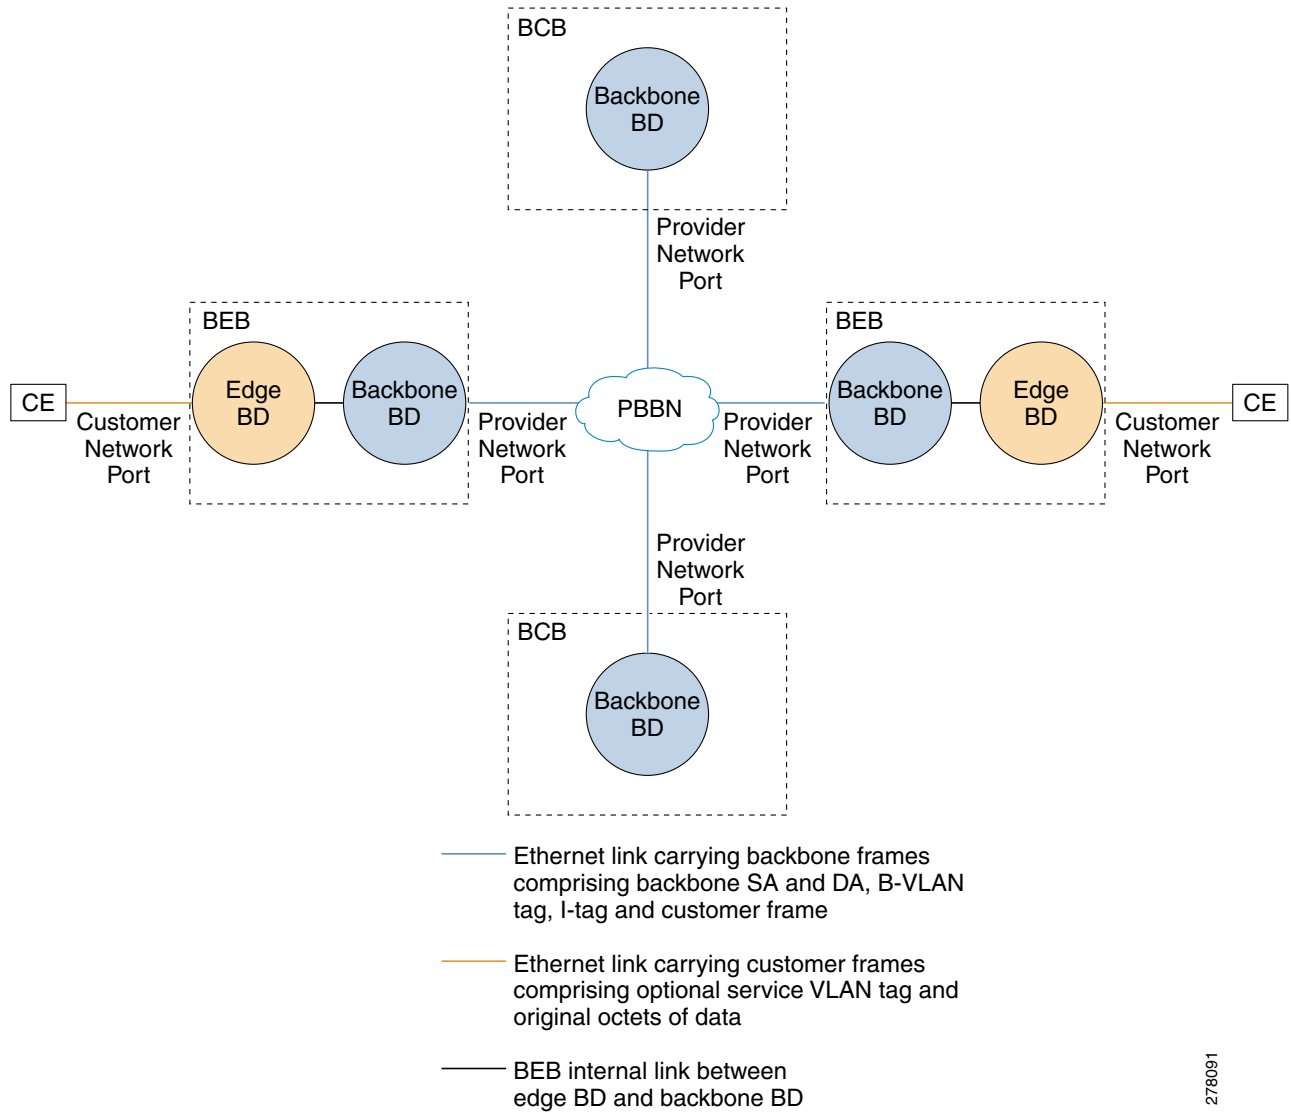 BCB
Backbone
BD
Provider
Network
Port
BEB
Edge
BD
Backbone
BD
CE
Customer
Network
Port
Provider
Network
Port
PBBN
Provider
Network
Port
BEB
Backbone
BD
Edge
BD
Customer
Network
Port
CE
Provider
Network
Port
BCB
Backbone
BD
Ethernet link carrying backbone frames
comprising backbone SA and DA, B-VLAN
tag, I-tag and customer frame
Ethernet link carrying customer frames
comprising optional service VLAN tag and
original octets of data
BEB internal link between
edge BD and backbone BD
278091